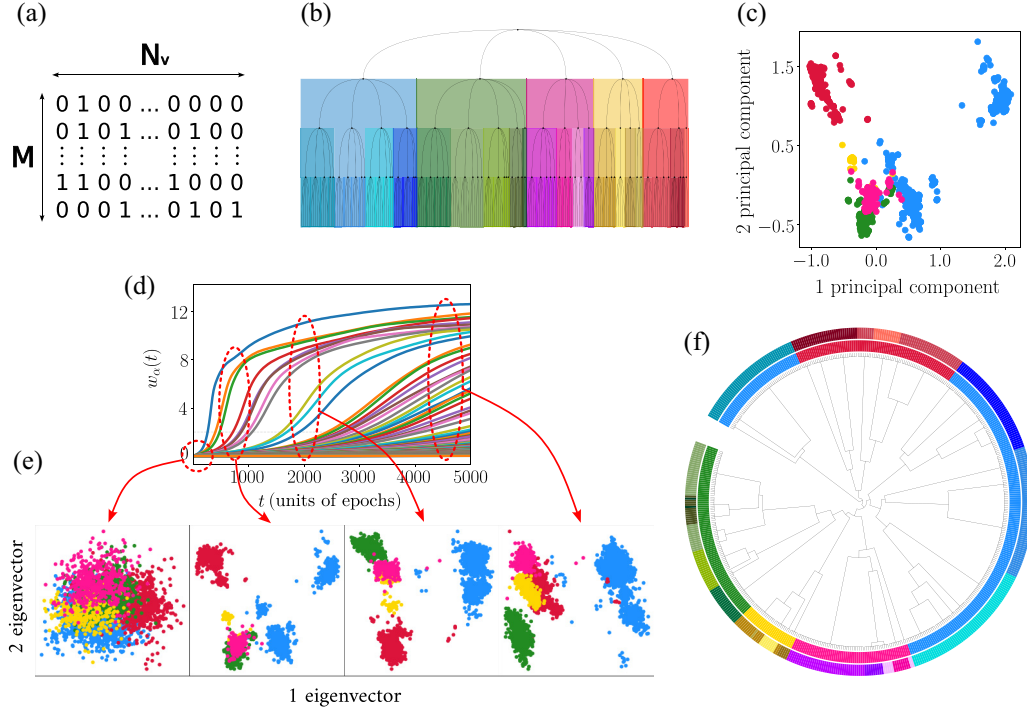 (a)
N_v
M
0 1 0 0 ... 0 0 0 0
0 1 0 1 ... 0 1 0 0
1 1 0 0 ... 1 0 0 0
0 0 0 1 ... 0 1 0 1
(b)
(c)
2 principal component
1.5
0.5
−0.5
−1.0 0.0 1.0 2.0
1 principal component
(d)
w_α(t)
12
8
4
0
1000 2000 3000 4000 5000
t (units of epochs)
(e)
2 eigenvector
1 eigenvector
(f)